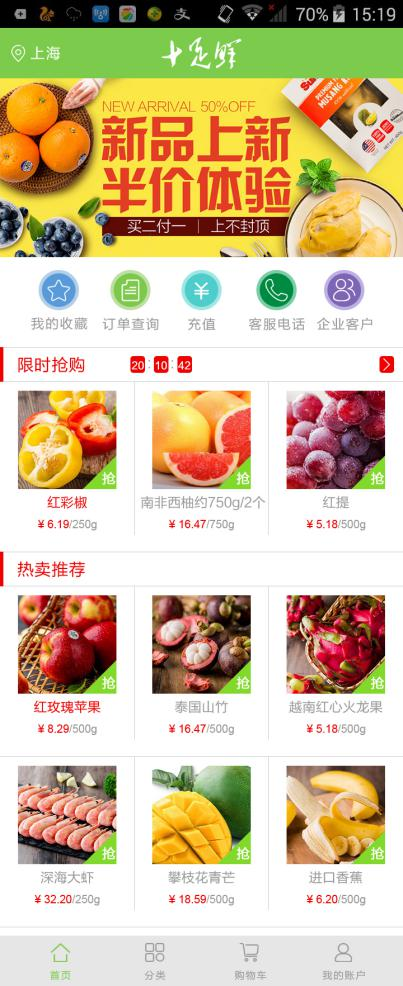 70% 15:19
上海
十足鲜
NEW ARRIVAL 50%OFF
新品上新
半价体验
买二付一 | 上不封顶
我的收藏
订单查询
充值
客服电话
企业客户
限时抢购 20 : 10 : 42
抢 抢 抢
红彩椒
南非西柚约750g/2个
红提
¥ 6.19/250g
¥ 16.47/750g
¥ 5.18/500g
热卖推荐
抢 抢 抢
红玫瑰苹果
泰国山竹
越南红心火龙果
¥ 8.29/500g
¥ 16.47/500g
¥ 5.18/500g
抢 抢 抢
深海大虾
攀枝花青芒
进口香蕉
¥ 32.20/250g
¥ 18.59/500g
¥ 6.20/500g
首页
分类
购物车
我的账户